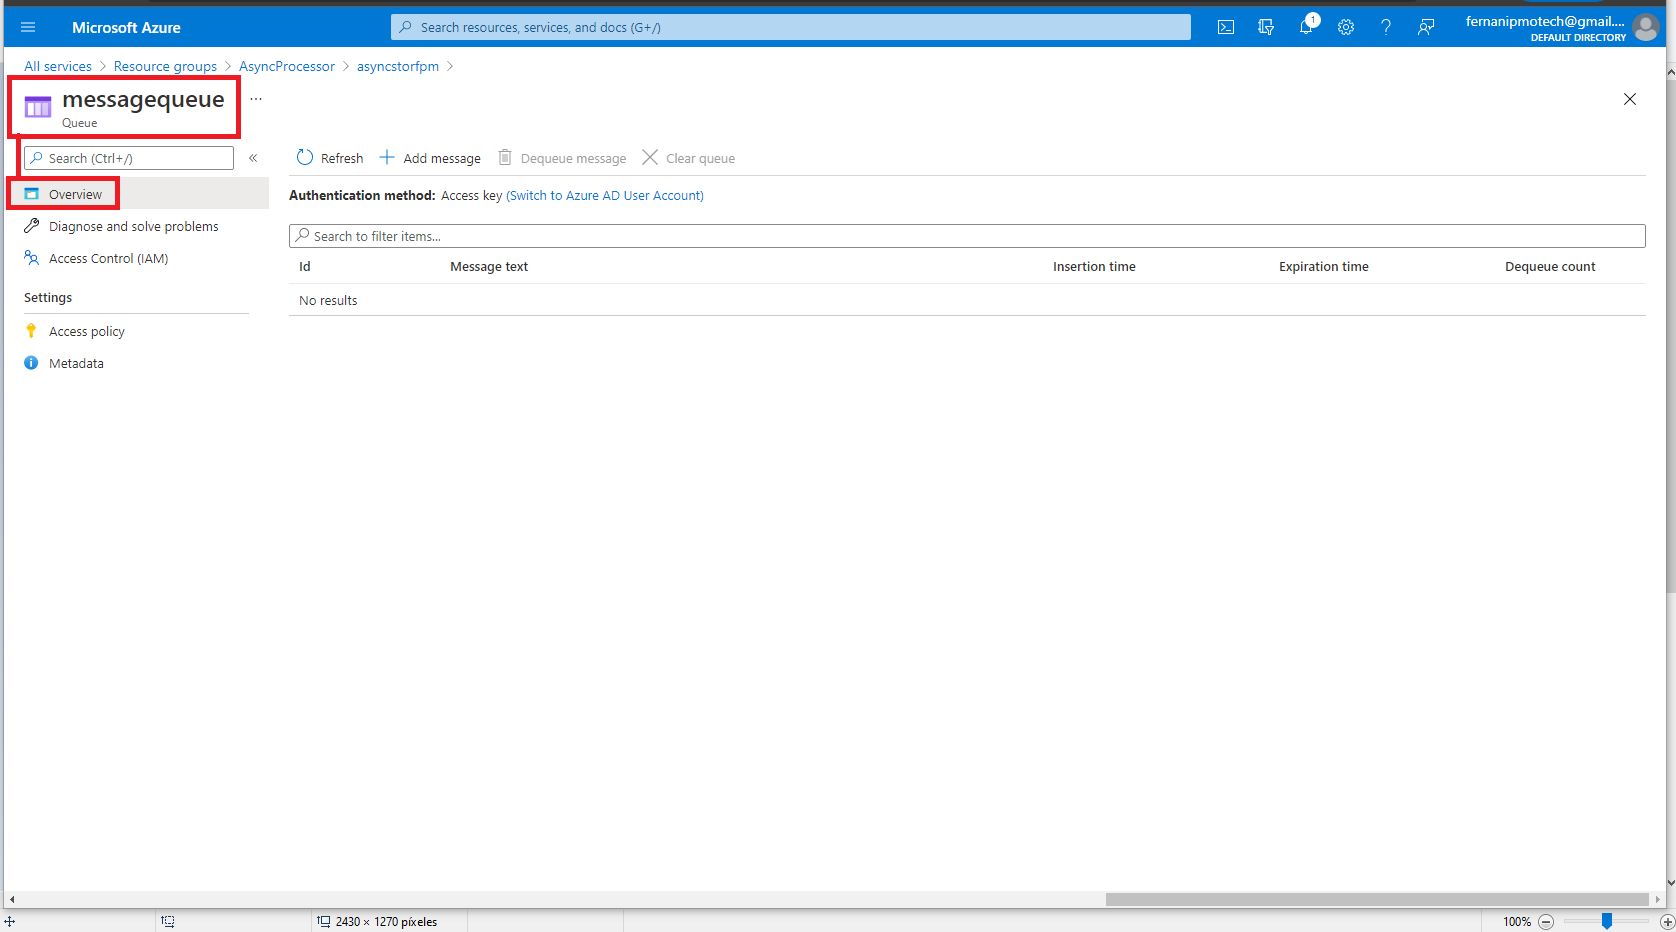 Microsoft Azure
Search resources, services, and docs (G+/)
1
fernanipmotech@gmail....
DEFAULT DIRECTORY
All services > Resource groups > AsyncProcessor > asyncstorfpm >
messagequeue ...
Queue
Search (Ctrl+/) «
Refresh Add message Dequeue message Clear queue
Overview
Diagnose and solve problems
Access Control (IAM)
Settings
Access policy
Metadata
Authentication method: Access key (Switch to Azure AD User Account)
Search to filter items...
Id Message text Insertion time Expiration time Dequeue count
No results
2430 × 1270 píxeles
100%